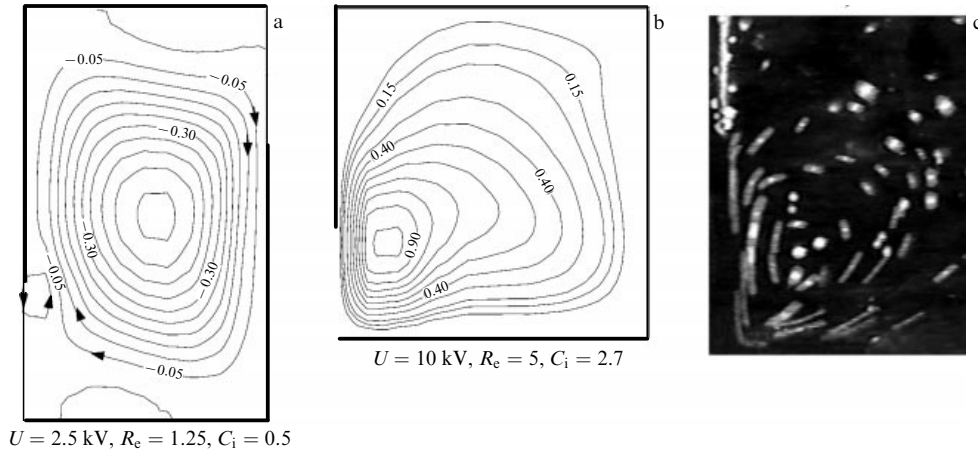 a
b
c
−0.05
−0.05
−0.30
−0.30
−0.30
−0.05
−0.05
0.15
0.15
0.40
0.40
0.90
0.40
U = 2.5 kV, Re = 1.25, Ci = 0.5
U = 10 kV, Re = 5, Ci = 2.7